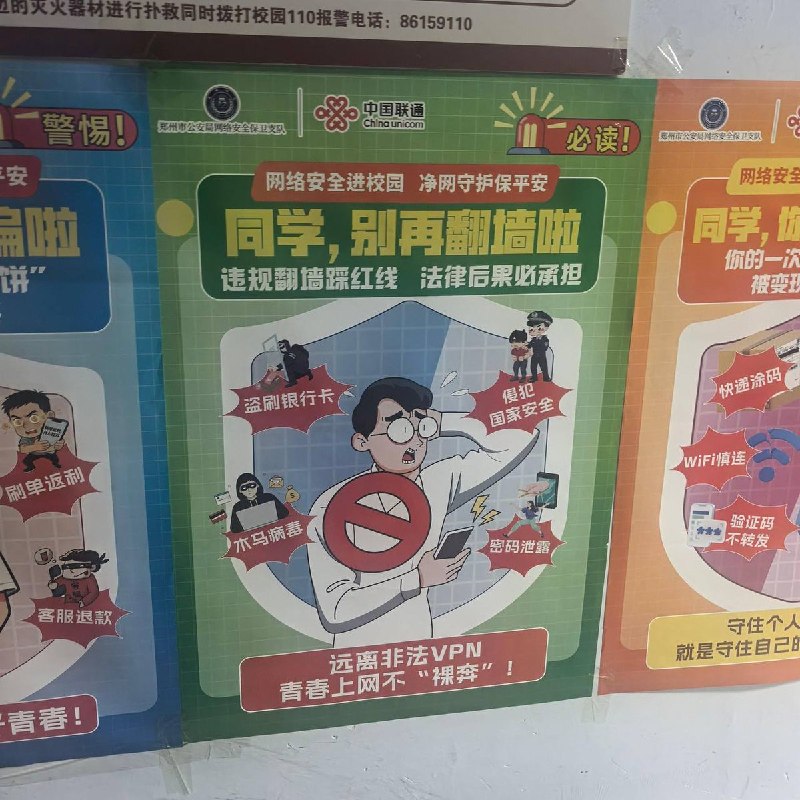 的灭火器材进行扑救同时拨打校园110报警电话：86159110
警惕！
平安
骗啦
饼”
刷单返利
客服退款
青春！
郑州市公安局网络安全保卫支队
中国联通
China unicom
必读！
网络安全进校园 净网守护保平安
同学，别再翻墙啦
违规翻墙踩红线 法律后果必承担
盗刷银行卡
侵犯
国家安全
木马病毒
密码泄露
远离非法VPN
青春上网不“裸奔”！
郑州市公安局网络安全保卫支队
网络安全
同学，
你的一次
被变现
快递涂码
WiFi慎连
验证码
不转发
守住个人
就是守住自己的